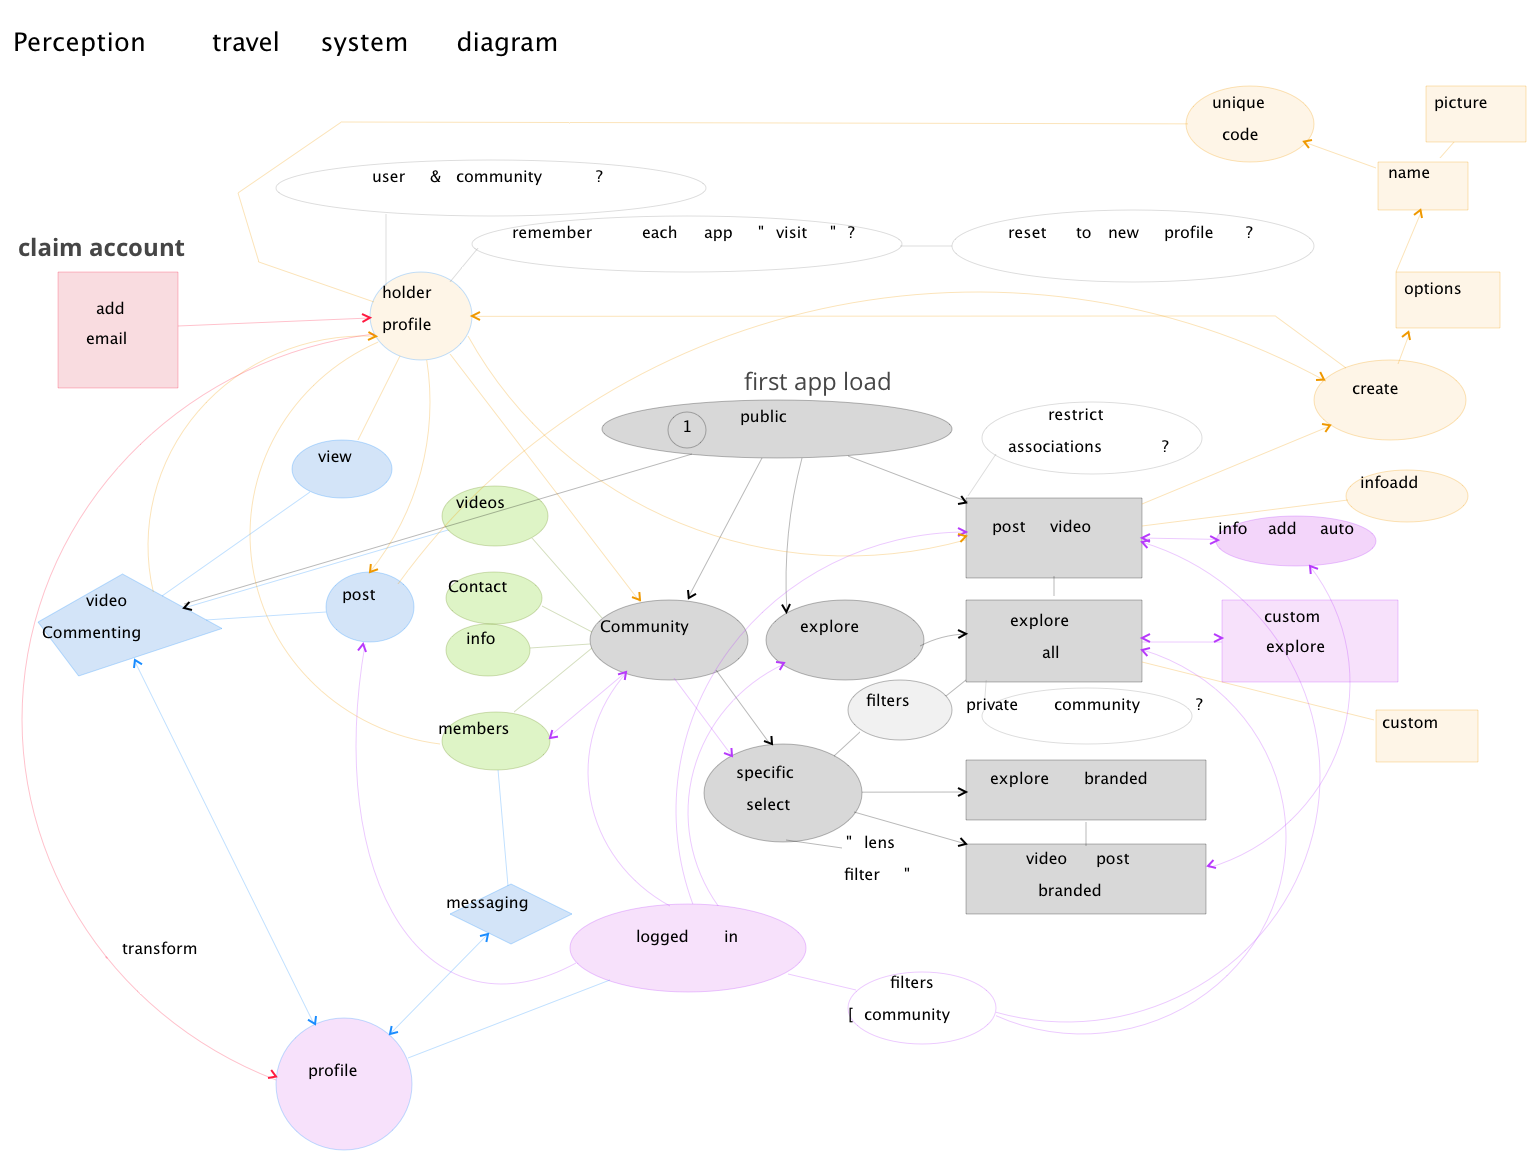 Perception travel system diagram
unique
code
picture
name
user & community ?
remember each app " visit " ?
reset to new profile ?
claim account
add
email
holder
profile
options
first app load
1
public
create
restrict
associations ?
view
videos
infoadd
post video
info add auto
Contact
info
video
Commenting
post
Community
explore
explore
all
custom
explore
filters
private community ?
members
custom
specific
select
explore branded
" lens
filter "
video post
branded
messaging
logged in
transform
filters
[ community
profile